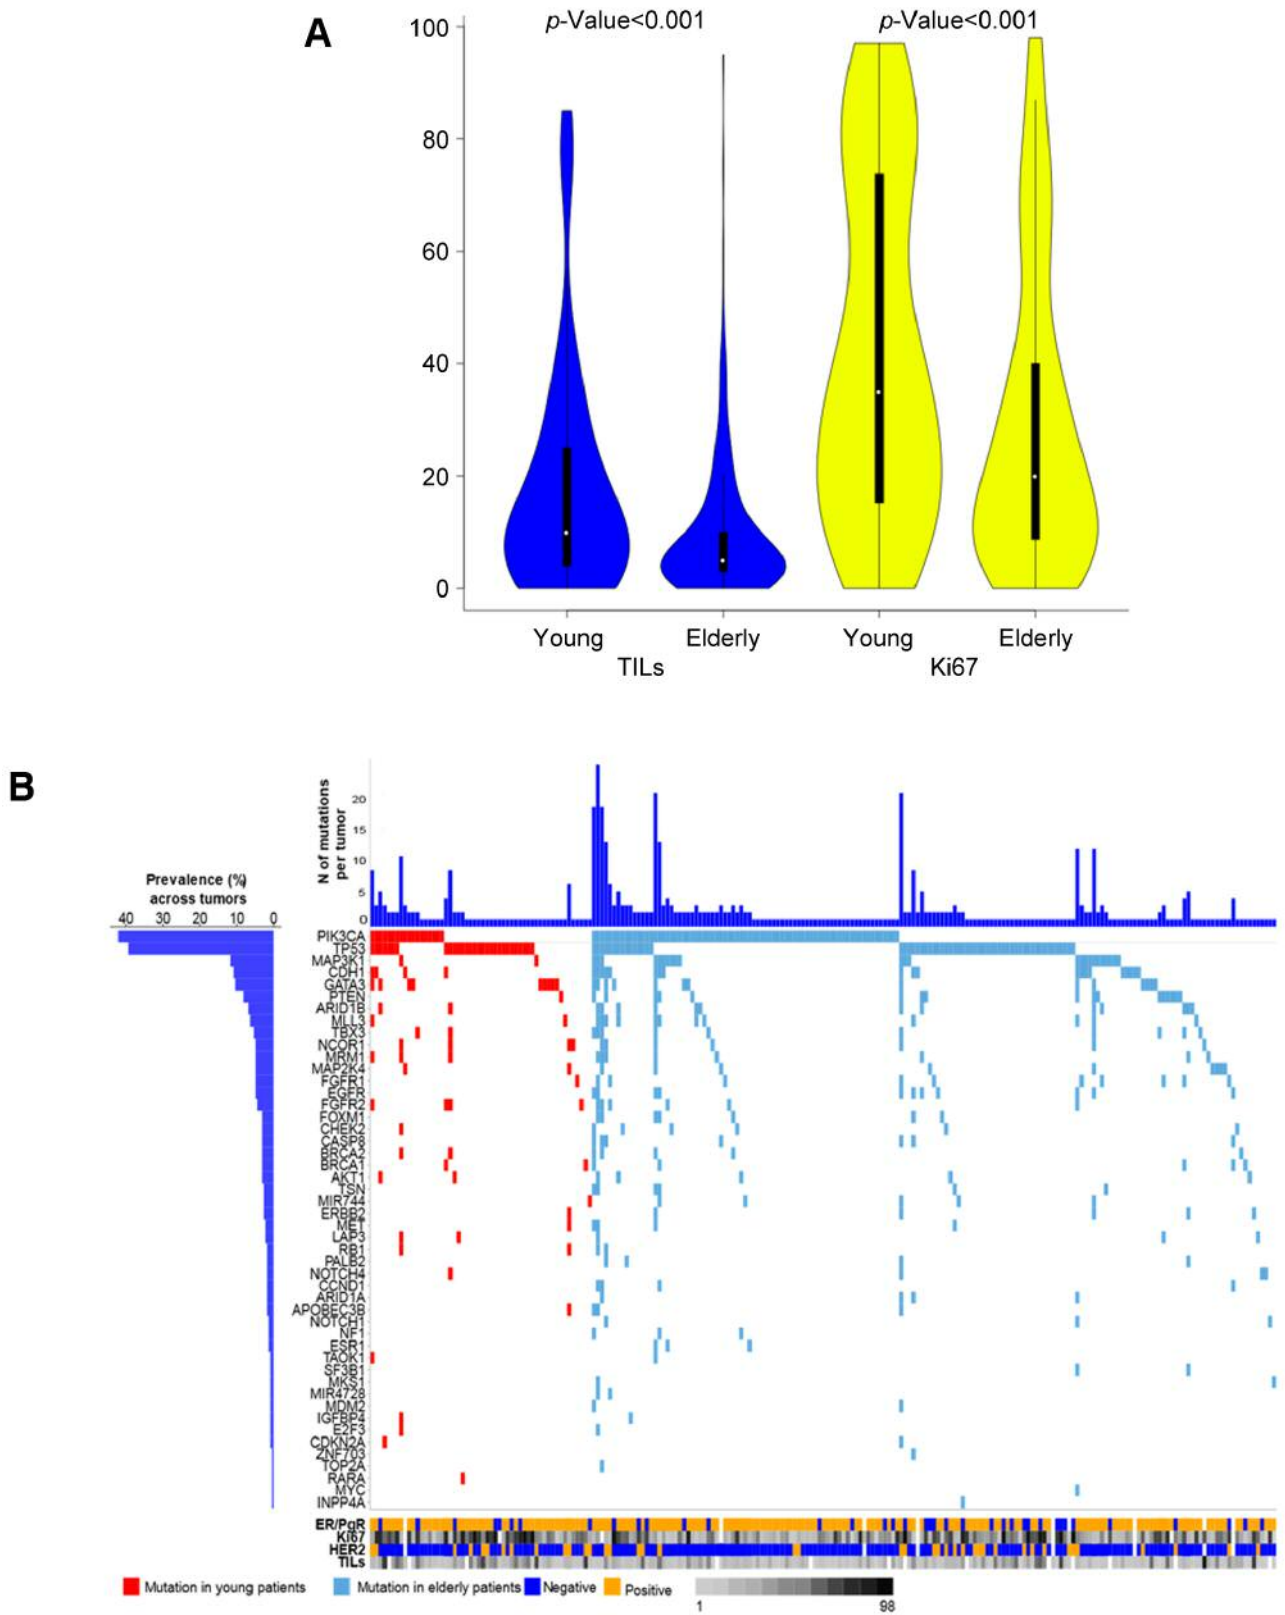 A
p-Value<0.001
p-Value<0.001
100
80
60
40
20
0
Young
Elderly
Young
Elderly
TILs
Ki67
B
N of mutations
per tumor
20
15
10
5
0
Prevalence (%)
across tumors
40 30 20 10 0
PIK3CA
TP53
MAP3K1
CDH1
GATA3
PTEN
ARID1B
MLL3
TBX3
NCOR1
MRM1
MAP2K4
FGFR1
EGFR
FGFR2
FOXM1
CHEK2
CASP8
BRCA2
BRCA1
AKT1
TSN
MIR744
ERBB2
MET
LAP3
RB1
PALB2
NOTCH4
CCND1
ARID1A
APOBEC3B
NOTCH1
NF1
ESR1
TAOK1
SF3B1
MKS1
MIR4728
MDM2
IGFBP4
E2F3
CDKN2A
ZNF703
TOP2A
RARA
MYC
INPP4A
ER/PgR
Ki67
HER2
TILs
Mutation in young patients
Mutation in elderly patients
Negative
Positive
1
98